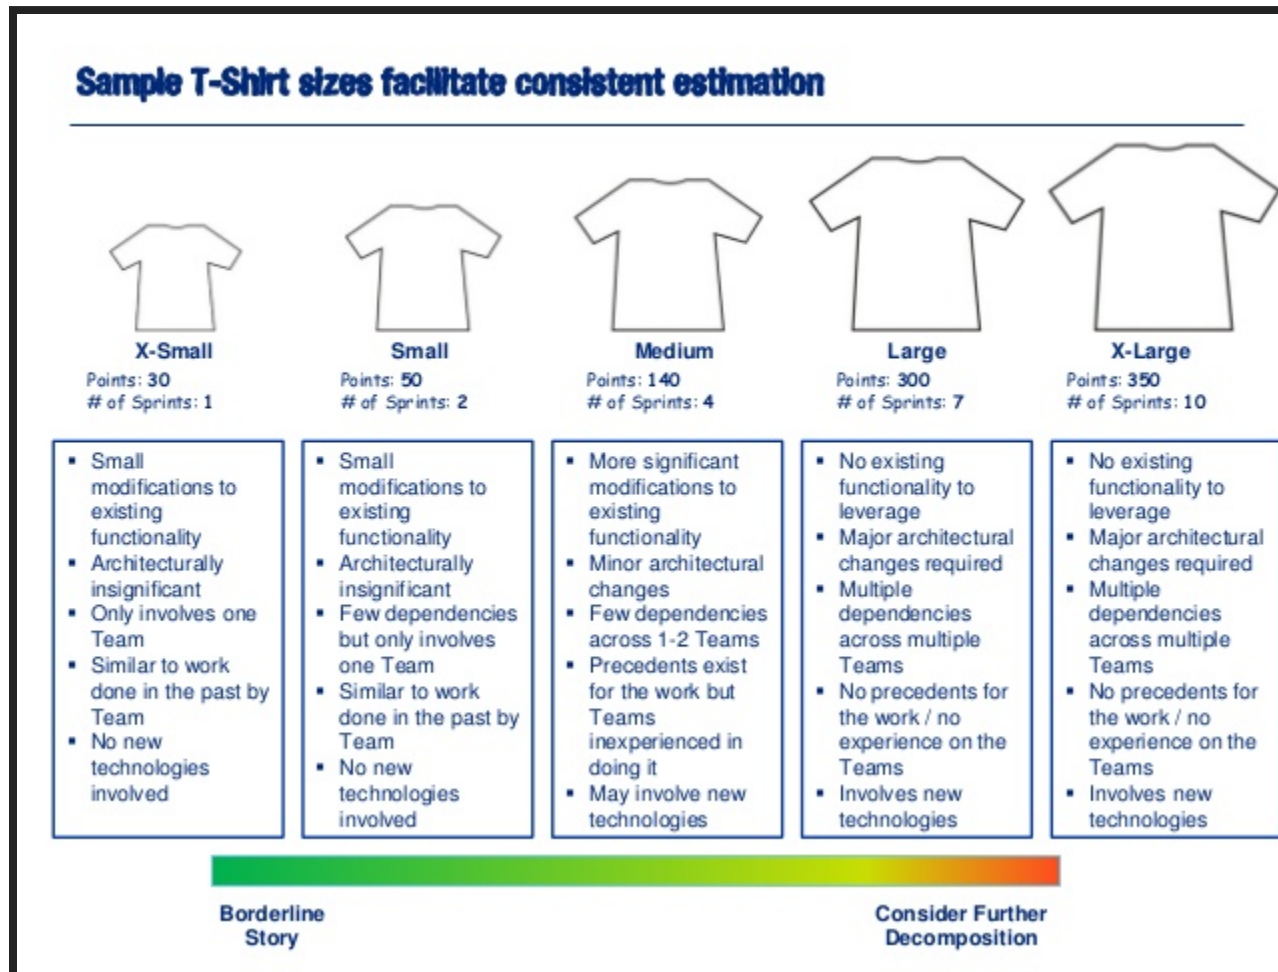 Sample T-Shirt sizes facilitate consistent estimation
X-Small
Points: 30
# of Sprints: 1
Small
Points: 50
# of Sprints: 2
Medium
Points: 140
# of Sprints: 4
Large
Points: 300
# of Sprints: 7
X-Large
Points: 350
# of Sprints: 10
▪ Small
modifications to
existing
functionality
▪ Architecturally
insignificant
▪ Only involves one
Team
▪ Similar to work
done in the past by
Team
▪ No new
technologies
involved
▪ Small
modifications to
existing
functionality
▪ Architecturally
insignificant
▪ Few dependencies
but only involves
one Team
▪ Similar to work
done in the past by
Team
▪ No new
technologies
involved
▪ More significant
modifications to
existing
functionality
▪ Minor architectural
changes
▪ Few dependencies
across 1-2 Teams
▪ Precedents exist
for the work but
Teams
inexperienced in
doing it
▪ May involve new
technologies
▪ No existing
functionality to
leverage
▪ Major architectural
changes required
▪ Multiple
dependencies
across multiple
Teams
▪ No precedents for
the work / no
experience on the
Teams
▪ Involves new
technologies
▪ No existing
functionality to
leverage
▪ Major architectural
changes required
▪ Multiple
dependencies
across multiple
Teams
▪ No precedents for
the work / no
experience on the
Teams
▪ Involves new
technologies
Borderline
Story
Consider Further
Decomposition